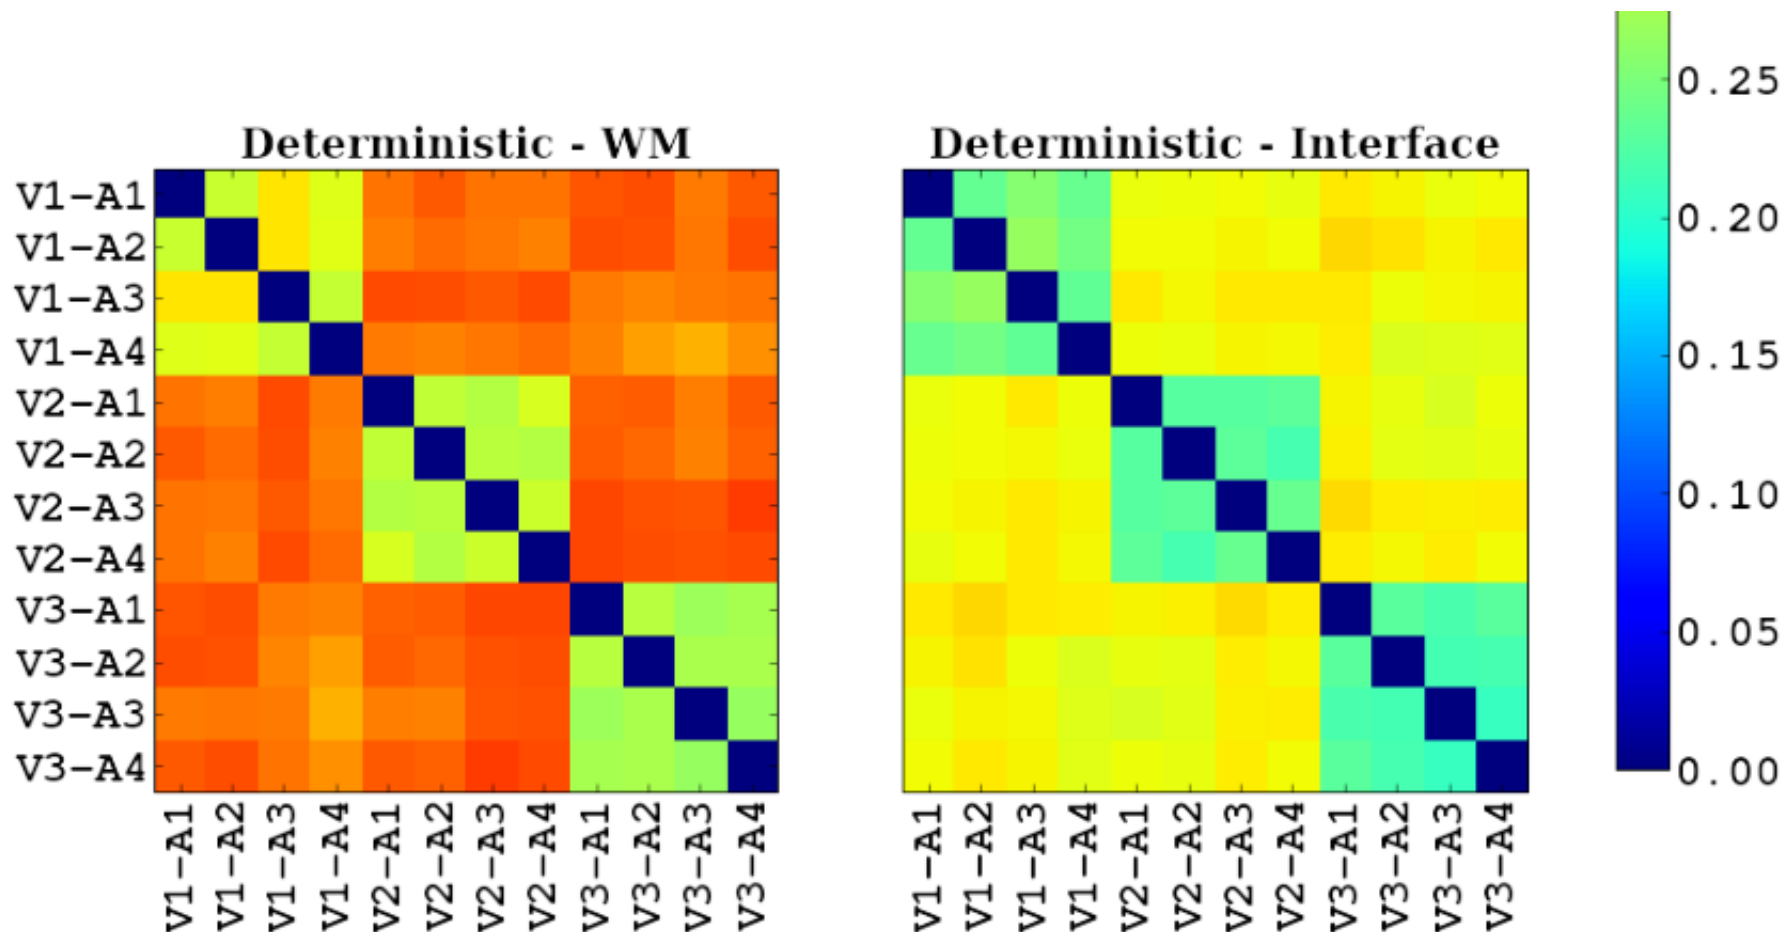 Deterministic - WM
Deterministic - Interface
V1-A1
V1-A2
V1-A3
V1-A4
V2-A1
V2-A2
V2-A3
V2-A4
V3-A1
V3-A2
V3-A3
V3-A4
V1-A1 V1-A2 V1-A3 V1-A4 V2-A1 V2-A2 V2-A3 V2-A4 V3-A1 V3-A2 V3-A3 V3-A4
V1-A1 V1-A2 V1-A3 V1-A4 V2-A1 V2-A2 V2-A3 V2-A4 V3-A1 V3-A2 V3-A3 V3-A4
0.25
0.20
0.15
0.10
0.05
0.00